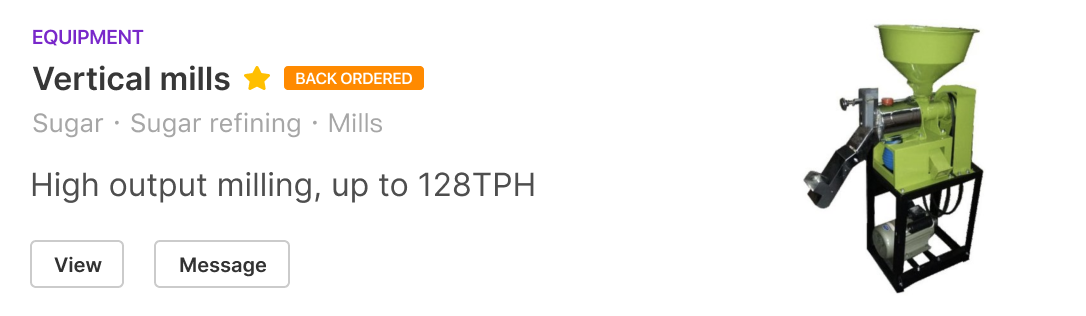 EQUIPMENT
Vertical mills BACK ORDERED
Sugar · Sugar refining · Mills
High output milling, up to 128TPH
View Message